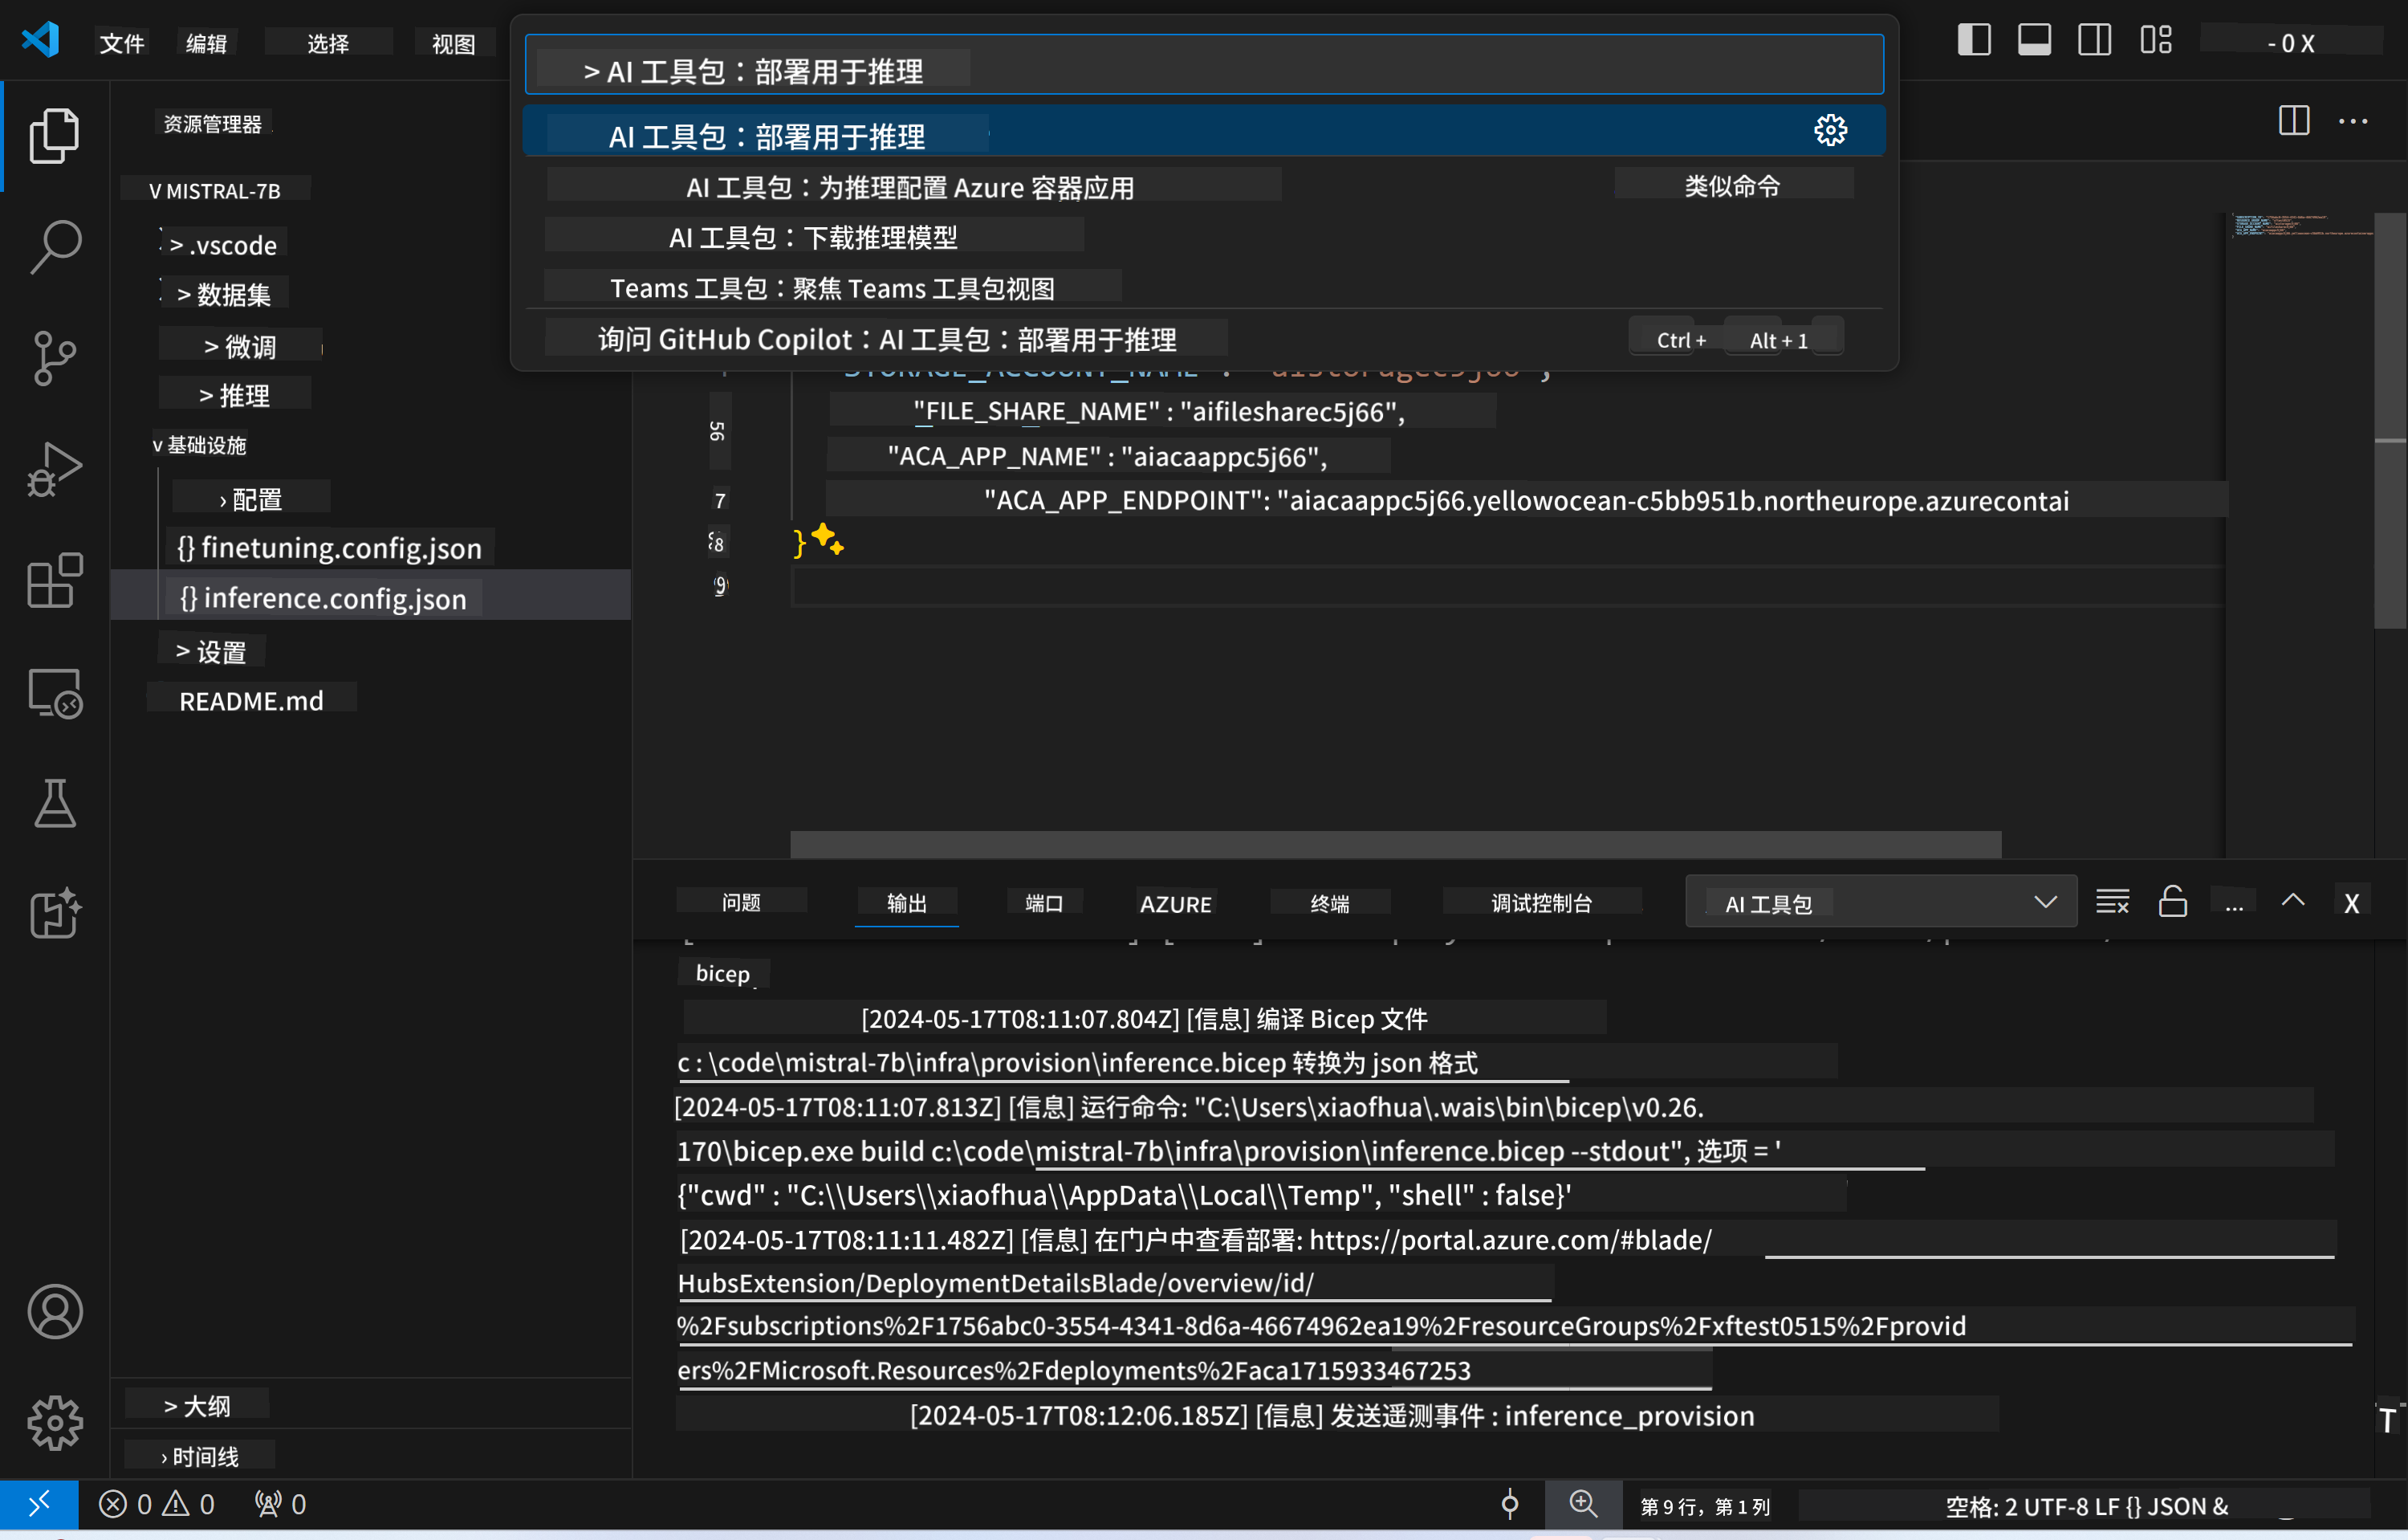 文件 编辑 选择 视图
- 0 X
> AI 工具包：部署用于推理
AI 工具包：部署用于推理
AI 工具包：为推理配置 Azure 容器应用 类似命令
AI 工具包：下载推理模型
Teams 工具包：聚焦 Teams 工具包视图
询问 GitHub Copilot：AI 工具包：部署用于推理 Ctrl + Alt + 1
资源管理器
V MISTRAL-7B
> .vscode
> 数据集
> 微调
> 推理
v 基础设施
› 配置
{} finetuning.config.json
{} inference.config.json
> 设置
README.md
> 大纲
› 时间线
"FILE_SHARE_NAME" : "aifilesharec5j66",
56
"ACA_APP_NAME" : "aiacaappc5j66",
7 "ACA_APP_ENDPOINT": "aiacaappc5j66.yellowocean-c5bb951b.northeurope.azurecontai
8 }
9
问题 输出 端口 AZURE 终端 调试控制台 AI 工具包 ... X
bicep
[2024-05-17T08:11:07.804Z] [信息] 编译 Bicep 文件
c : \code\mistral-7b\infra\provision\inference.bicep 转换为 json 格式
[2024-05-17T08:11:07.813Z] [信息] 运行命令: "C:\Users\xiaofhua\.wais\bin\bicep\v0.26.
170\bicep.exe build c:\code\mistral-7b\infra\provision\inference.bicep --stdout", 选项 = '
{"cwd" : "C:\\Users\\xiaofhua\\AppData\\Local\\Temp", "shell" : false}'
[2024-05-17T08:11:11.482Z] [信息] 在门户中查看部署: https://portal.azure.com/#blade/
HubsExtension/DeploymentDetailsBlade/overview/id/
%2Fsubscriptions%2F1756abc0-3554-4341-8d6a-46674962ea19%2FresourceGroups%2Fxftest0515%2Fprovid
ers%2FMicrosoft.Resources%2Fdeployments%2Faca1715933467253
[2024-05-17T08:12:06.185Z] [信息] 发送遥测事件 : inference_provision
T
0 0 0
第 9 行，第 1 列 空格: 2 UTF-8 LF {} JSON &